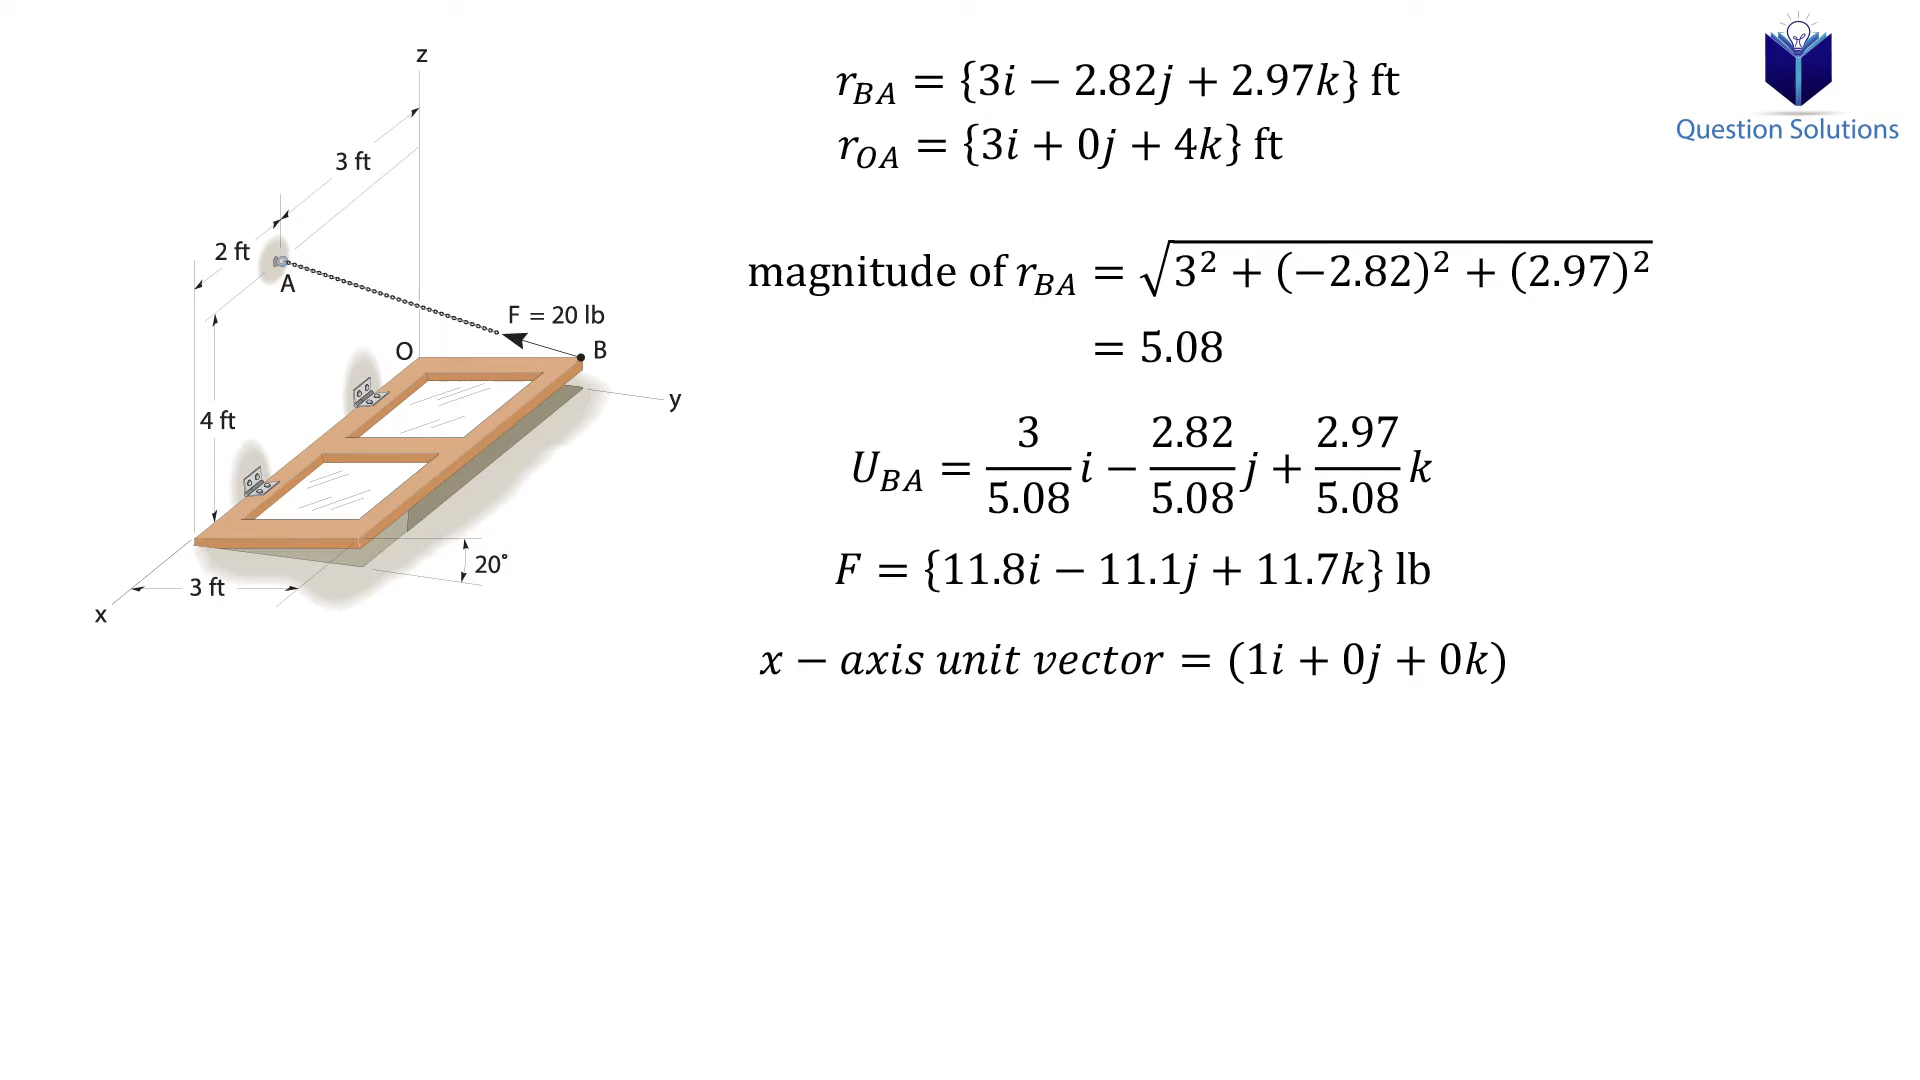 z
3 ft
2 ft
A
F = 20 lb
O
B
y
4 ft
20°
3 ft
x
r_BA = {3i − 2.82j + 2.97k} ft
r_OA = {3i + 0j + 4k} ft
magnitude of r_BA = √(3² + (−2.82)² + (2.97)²)
= 5.08
U_BA = 3/5.08 i − 2.82/5.08 j + 2.97/5.08 k
F = {11.8i − 11.1j + 11.7k} lb
x − axis unit vector = (1i + 0j + 0k)
Question Solutions